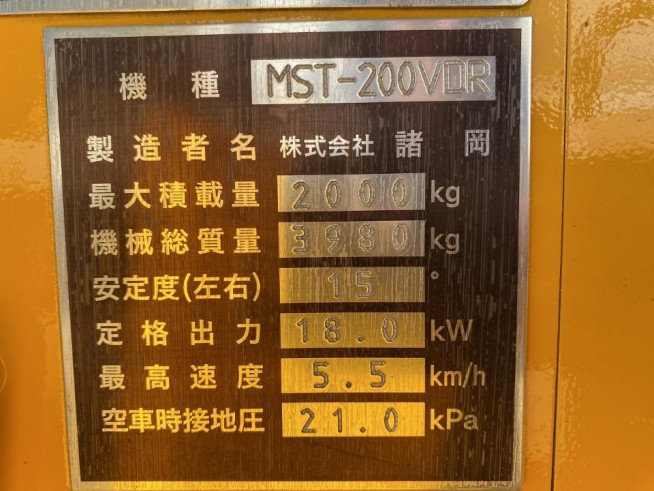 機種 MST-200VDR
製造者名 株式会社 諸岡
最大積載量 2000 kg
機械総質量 3980 kg
安定度(左右) 15 °
定格出力 18.0 kW
最高速度 5.5 km/h
空車時接地圧 21.0 kPa